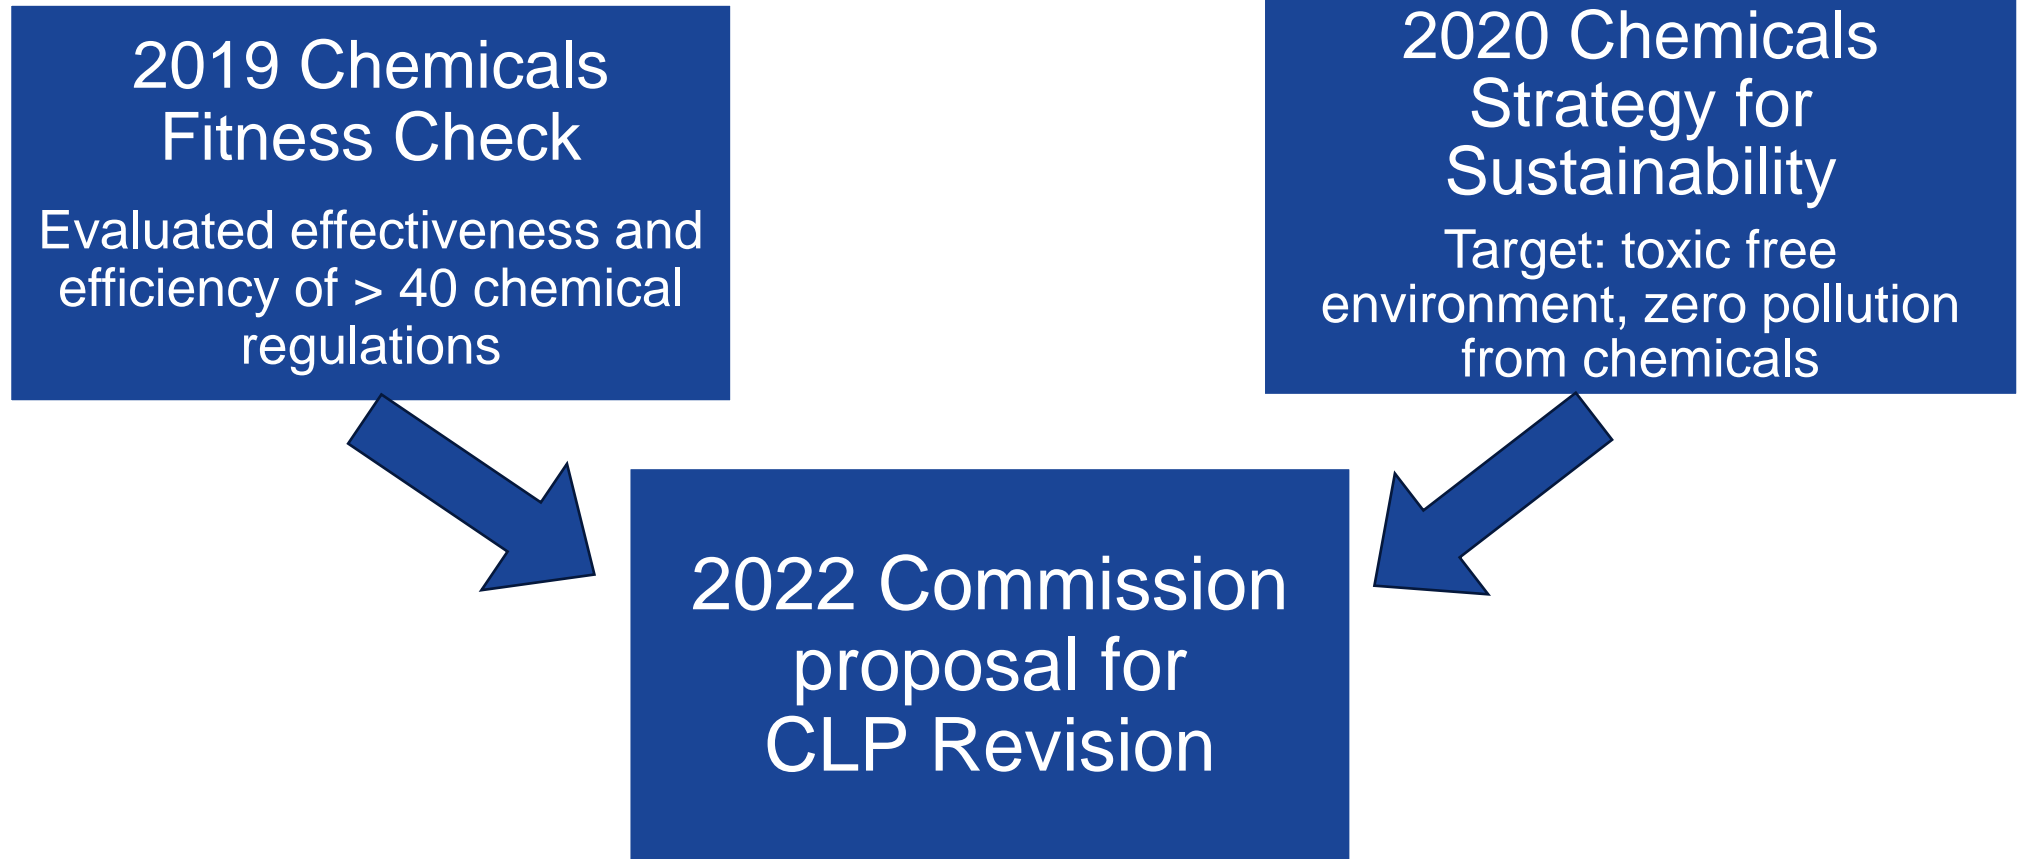 2019 Chemicals
Fitness Check
Evaluated effectiveness and
efficiency of > 40 chemical
regulations
2020 Chemicals
Strategy for
Sustainability
Target: toxic free
environment, zero pollution
from chemicals
2022 Commission
proposal for
CLP Revision